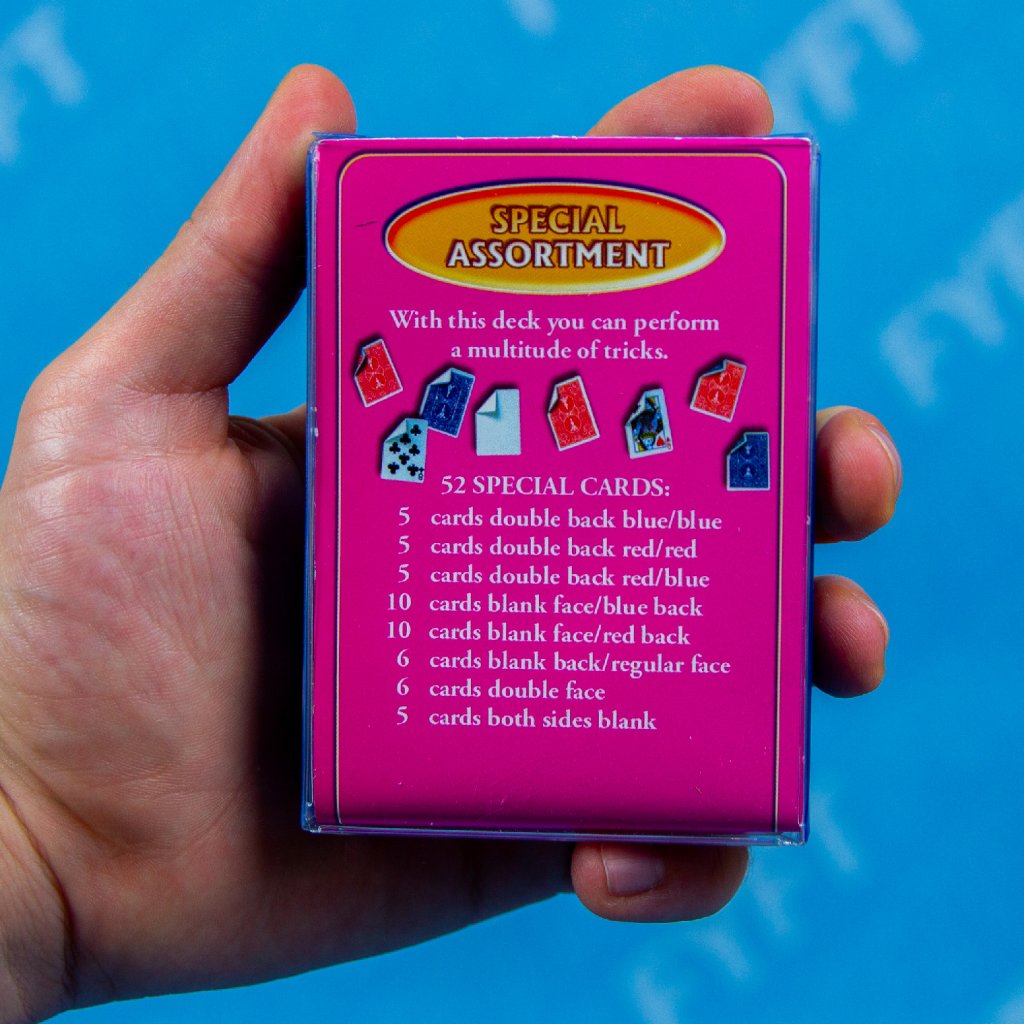 SPECIAL
ASSORTMENT
With this deck you can perform
a multitude of tricks.
52 SPECIAL CARDS:
5 cards double back blue/blue
5 cards double back red/red
5 cards double back red/blue
10 cards blank face/blue back
10 cards blank face/red back
6 cards blank back/regular face
6 cards double face
5 cards both sides blank